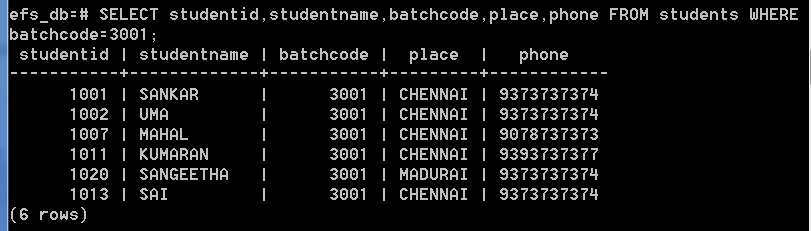 efs_db=# SELECT studentid,studentname,batchcode,place,phone FROM students WHERE
batchcode=3001;
 studentid | studentname | batchcode |  place  |   phone
-----------+-------------+-----------+---------+------------
      1001 | SANKAR      |      3001 | CHENNAI | 9373737374
      1002 | UMA         |      3001 | CHENNAI | 9373737374
      1007 | MAHAL       |      3001 | CHENNAI | 9078737373
      1011 | KUMARAN     |      3001 | CHENNAI | 9393737377
      1020 | SANGEETHA   |      3001 | MADURAI | 9373737374
      1013 | SAI         |      3001 | CHENNAI | 9373737374
(6 rows)